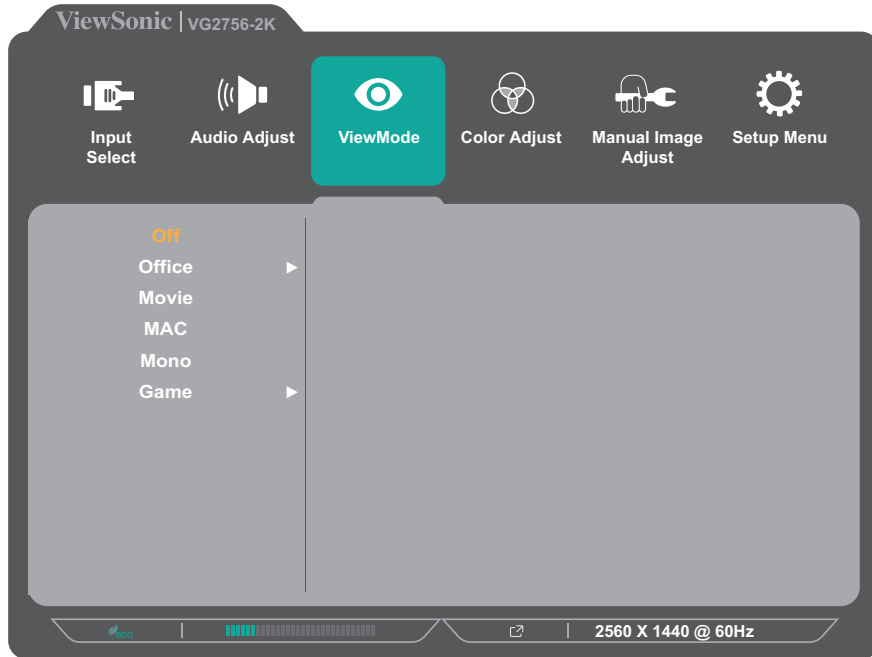 ViewSonic | VG2756-2K
Input Select
Audio Adjust
ViewMode
Color Adjust
Manual Image Adjust
Setup Menu
Off
Office
Movie
MAC
Mono
Game
eco
2560 X 1440 @ 60Hz